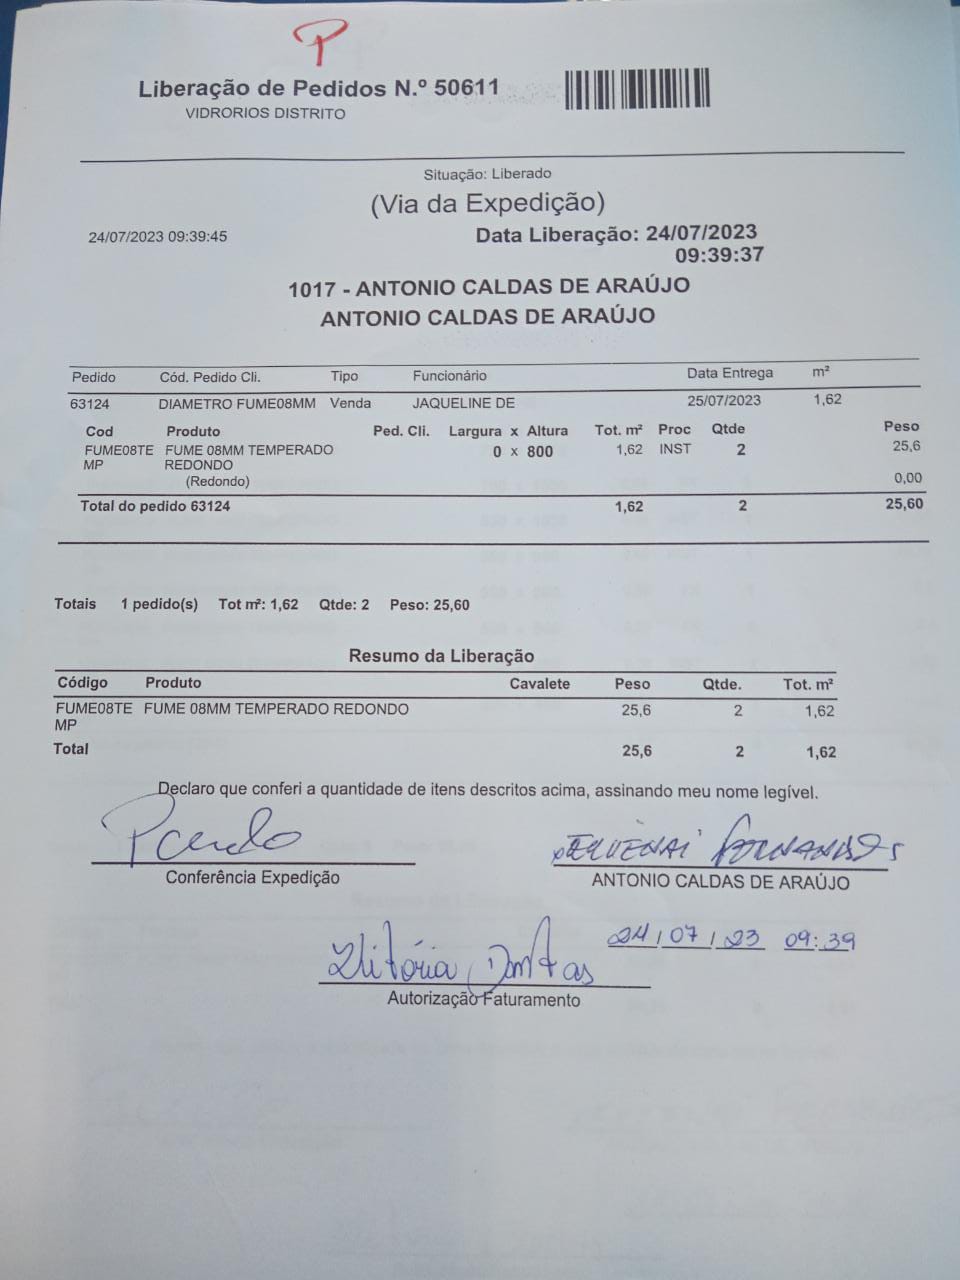 P
Liberação de Pedidos N.º 50611
VIDRORIOS DISTRITO
Situação: Liberado
(Via da Expedição)
24/07/2023 09:39:45
Data Liberação: 24/07/2023
09:39:37
1017 - ANTONIO CALDAS DE ARAÚJO
ANTONIO CALDAS DE ARAÚJO
Pedido Cód. Pedido Cli. Tipo Funcionário Data Entrega m²
63124 DIAMETRO FUME08MM Venda JAQUELINE DE 25/07/2023 1,62
Cod Produto Ped. Cli. Largura x Altura Tot. m² Proc Qtde Peso
FUME08TE FUME 08MM TEMPERADO 0 x 800 1,62 INST 2 25,6
MP REDONDO
(Redondo) 0,00
Total do pedido 63124 1,62 2 25,60
Totais 1 pedido(s) Tot m²: 1,62 Qtde: 2 Peso: 25,60
Resumo da Liberação
Código Produto Cavalete Peso Qtde. Tot. m²
FUME08TE FUME 08MM TEMPERADO REDONDO 25,6 2 1,62
MP
Total 25,6 2 1,62
Declaro que conferi a quantidade de itens descritos acima, assinando meu nome legível.
Conferência Expedição
ANTONIO CALDAS DE ARAÚJO
24/07/23 09:39
Autorização Faturamento